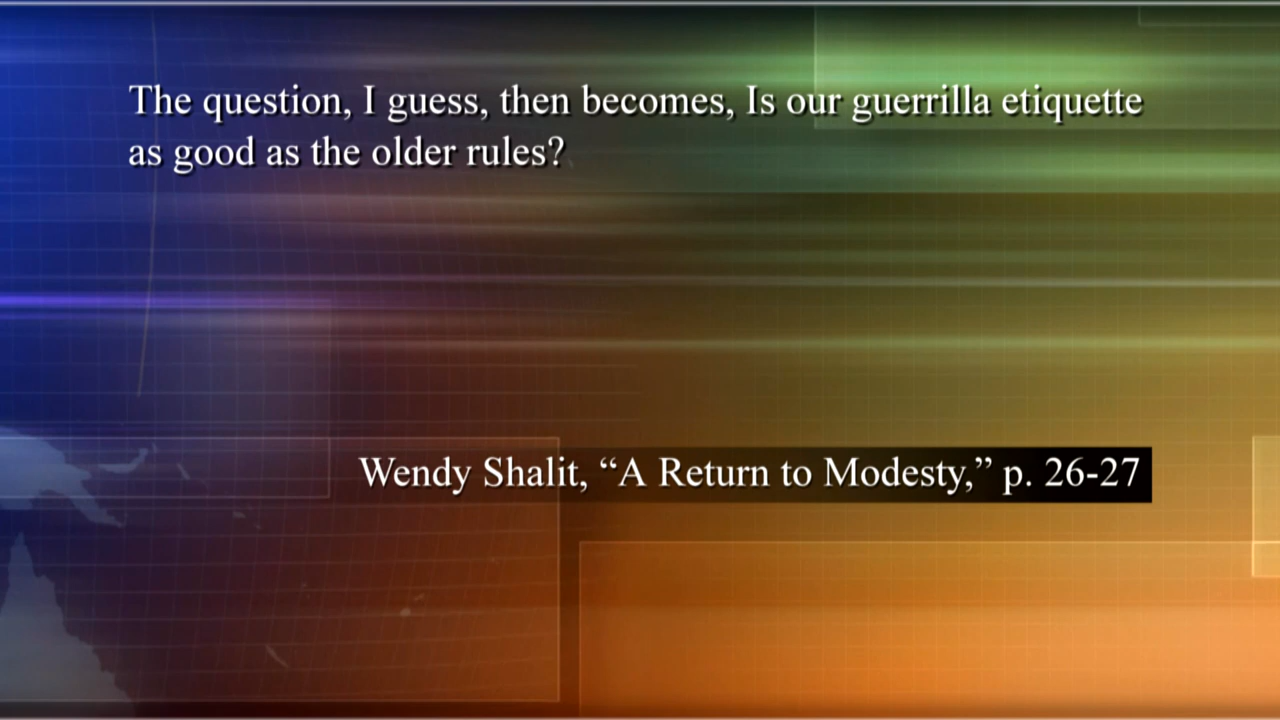 The question, I guess, then becomes, Is our guerrilla etiquette
as good as the older rules?
Wendy Shalit, “A Return to Modesty,” p. 26-27